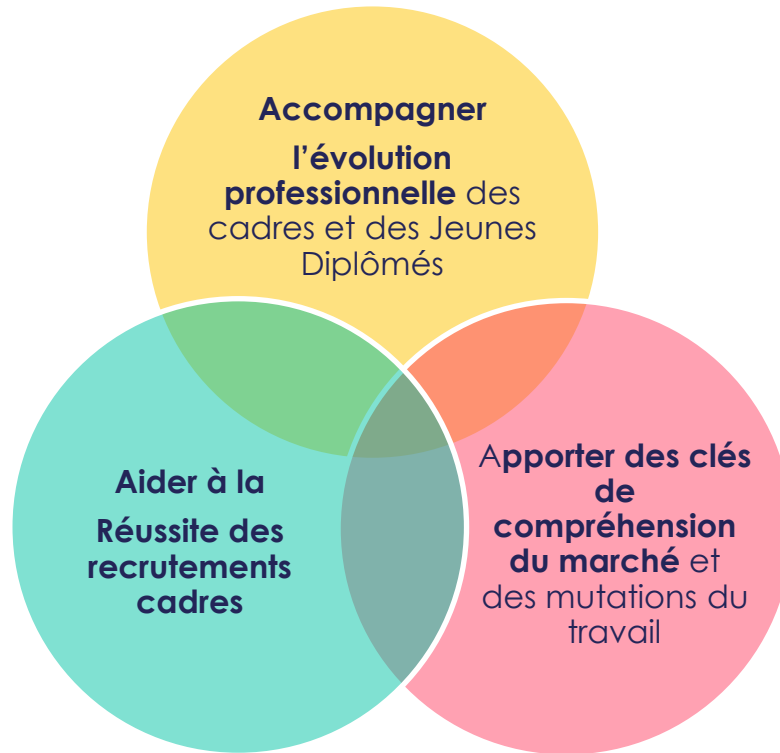 Accompagner
l’évolution
professionnelle des
cadres et des Jeunes
Diplômés
Aider à la
Réussite des
recrutements
cadres
Apporter des clés
de
compréhension
du marché et
des mutations du
travail